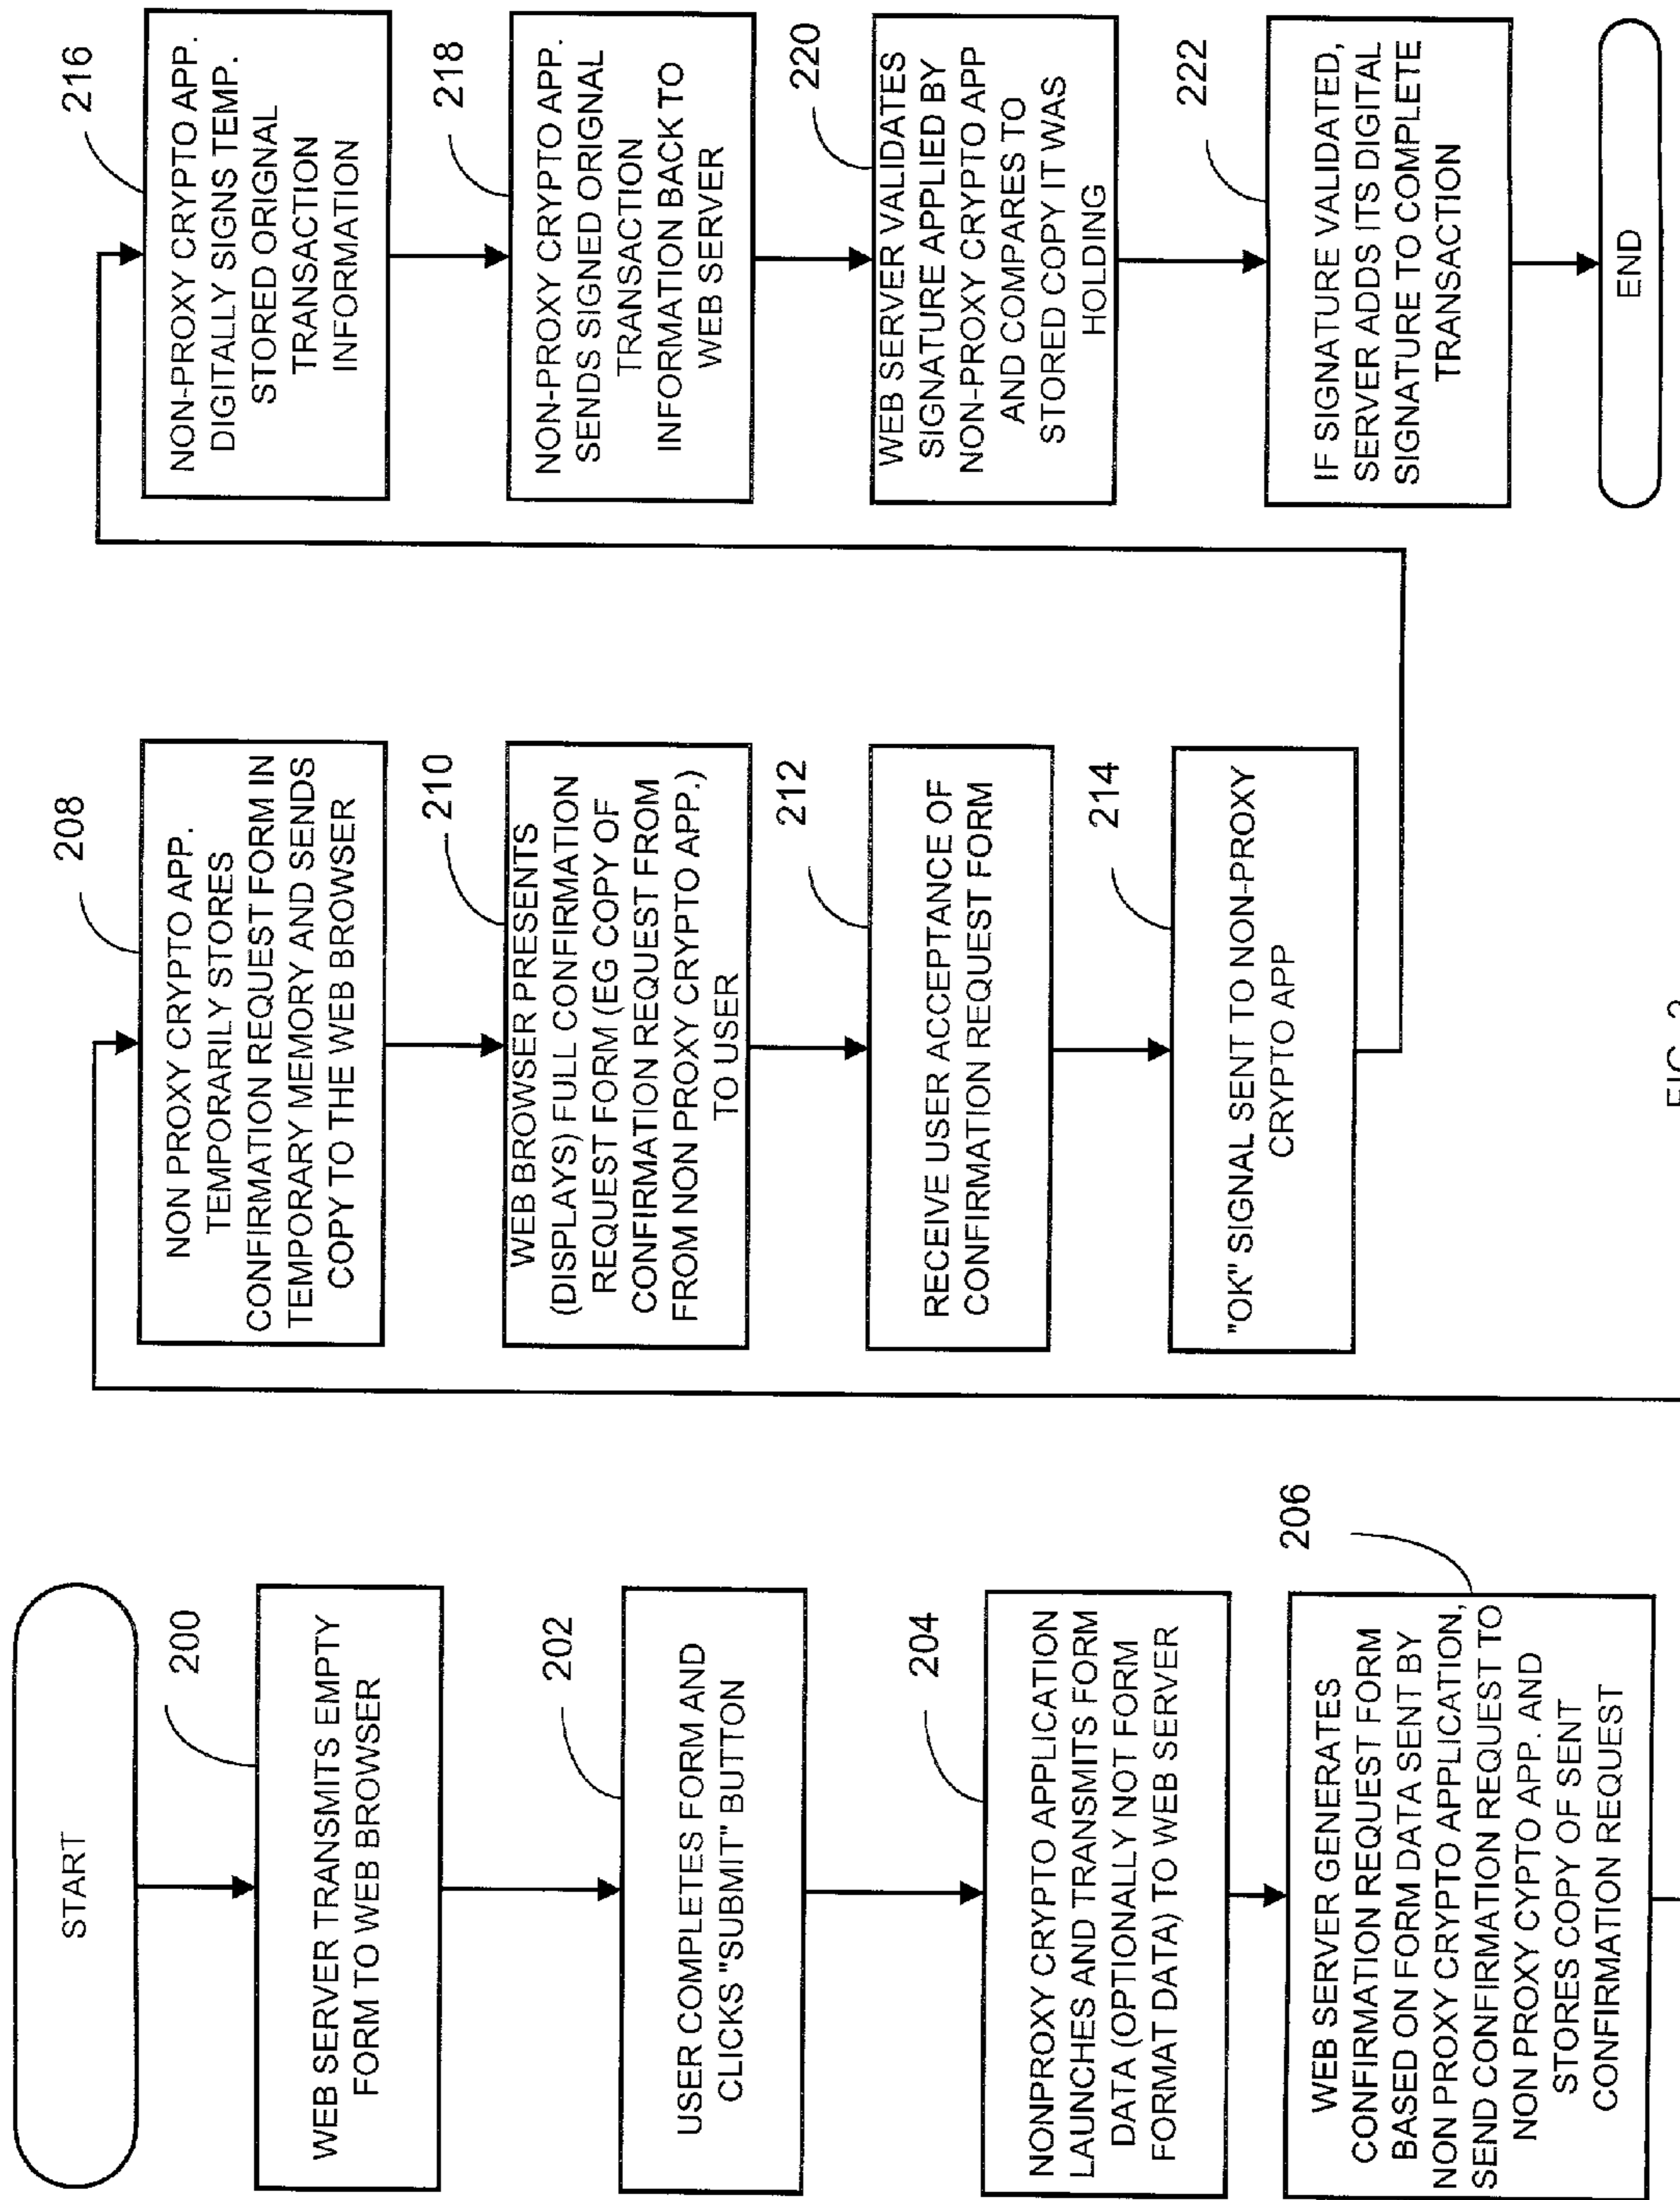 START
200
WEB SERVER TRANSMITS EMPTY
FORM TO WEB BROWSER
202
USER COMPLETES FORM AND
CLICKS "SUBMIT" BUTTON
204
NONPROXY CRYPTO APPLICATION
LAUNCHES AND TRANSMITS FORM
DATA (OPTIONALLY NOT FORM
FORMAT DATA) TO WEB SERVER
206
WEB SERVER GENERATES
CONFIRMATION REQUEST FORM
BASED ON FORM DATA SENT BY
NON PROXY CRYPTO APPLICATION,
SEND CONFIRMATION REQUEST TO
NON PROXY CYPTO APP. AND
STORES COPY OF SENT
CONFIRMATION REQUEST
208
NON PROXY CRYPTO APP.
TEMPORARILY STORES
CONFIRMATION REQUEST FORM IN
TEMPORARY MEMORY AND SENDS
COPY TO THE WEB BROWSER
210
WEB BROWSER PRESENTS
(DISPLAYS) FULL CONFIRMATION
REQUEST FORM (EG COPY OF
CONFIRMATION REQUEST FROM
FROM NON PROXY CRYPTO APP.)
TO USER
212
RECEIVE USER ACCEPTANCE OF
CONFIRMATION REQUEST FORM
214
"OK" SIGNAL SENT TO NON-PROXY
CRYPTO APP
216
NON-PROXY CRYPTO APP.
DIGITALLY SIGNS TEMP.
STORED ORIGNAL
TRANSACTION
INFORMATION
218
NON-PROXY CRYPTO APP.
SENDS SIGNED ORIGNAL
TRANSACTION
INFORMATION BACK TO
WEB SERVER
220
WEB SERVER VALIDATES
SIGNATURE APPLIED BY
NON-PROXY CRYPTO APP
AND COMPARES TO
STORED COPY IT WAS
HOLDING
222
IF SIGNATURE VALIDATED,
SERVER ADDS ITS DIGITAL
SIGNATURE TO COMPLETE
TRANSACTION
END
FIG.